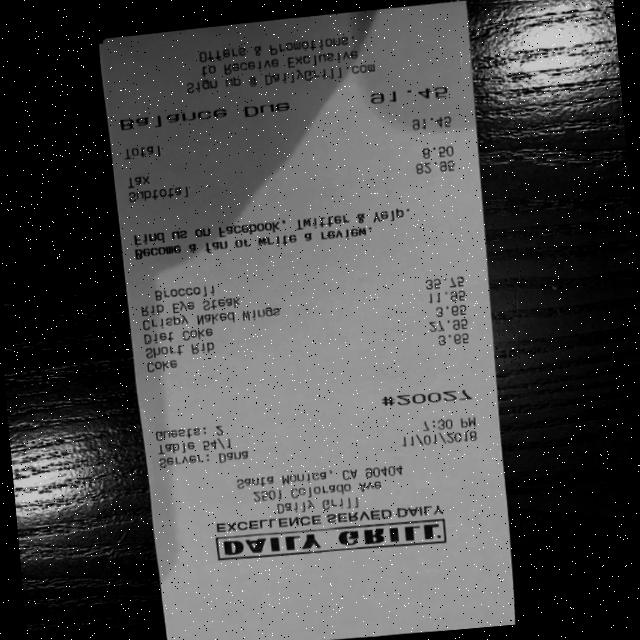 DAILY GRILL
EXCELLENCE SERVED DAILY
Daily Grill
2501 Colorado Ave
Santa Monica, CA 90404
Server: Dana 11/01/2018
Table 54/1 7:30 PM
Guests: 2
#20027
Coke 3.65
Short Rib 27.95
Diet Coke 3.65
Crispy Naked Wings 11.95
Rib Eye Steak 35.75
Broccoli
Become a fan or write a review.
Find us on Facebook, Twitter & Yelp.
Subtotal 82.95
Tax 8.50
Total 91.45
Balance Due 91.45
Sign up @ Dailygrill.com
to Receive Exclusive
Offers & Promotions